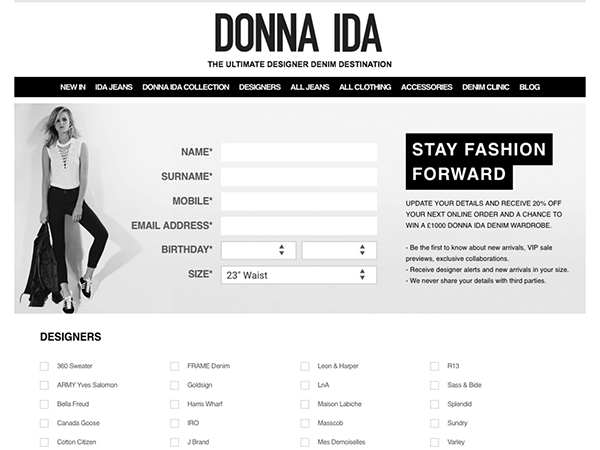 DONNA IDA
THE ULTIMATE DESIGNER DENIM DESTINATION
NEW IN IDA JEANS DONNA IDA COLLECTION DESIGNERS ALL JEANS ALL CLOTHING ACCESSORIES DENIM CLINIC BLOG
NAME*
SURNAME*
MOBILE*
EMAIL ADDRESS*
BIRTHDAY*
SIZE* 23" Waist
STAY FASHION
FORWARD
UPDATE YOUR DETAILS AND RECEIVE 20% OFF
YOUR NEXT ONLINE ORDER AND A CHANCE TO
WIN A £1000 DONNA IDA DENIM WARDROBE.
- Be the first to know about new arrivals, VIP sale
previews, exclusive collaborations.
- Receive designer alerts and new arrivals in your size.
- We never share your details with third parties.
DESIGNERS
360 Sweater FRAME Denim Leon & Harper R13
ARMY Yves Salomon Goldsign LnA Sass & Bide
Bella Freud Harris Wharf Maison Labiche Splendid
Canada Goose IRO Masscob Sundry
Cotton Citizen J Brand Mes Demoiselles Varley